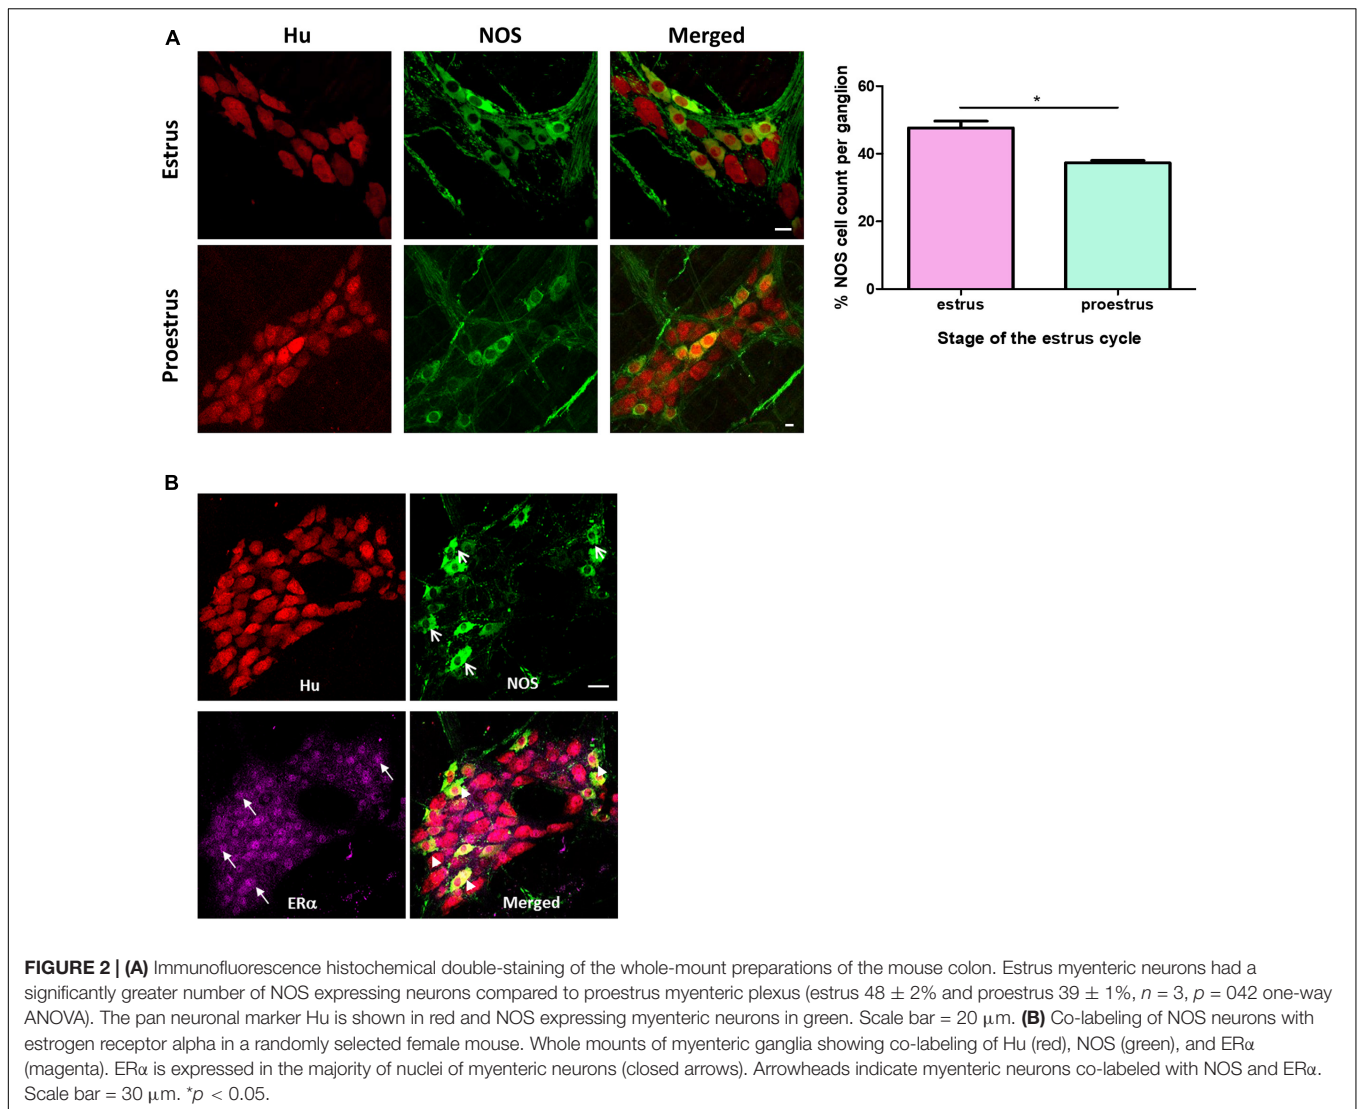 A
Hu
NOS
Merged
Estrus
Proestrus
% NOS cell count per ganglion
60
40
20
0
*
estrus
proestrus
Stage of the estrus cycle
B
Hu
NOS
ERα
Merged
FIGURE 2 | (A) Immunofluorescence histochemical double-staining of the whole-mount preparations of the mouse colon. Estrus myenteric neurons had a
significantly greater number of NOS expressing neurons compared to proestrus myenteric plexus (estrus 48 ± 2% and proestrus 39 ± 1%, n = 3, p = 042 one-way
ANOVA). The pan neuronal marker Hu is shown in red and NOS expressing myenteric neurons in green. Scale bar = 20 μm. (B) Co-labeling of NOS neurons with
estrogen receptor alpha in a randomly selected female mouse. Whole mounts of myenteric ganglia showing co-labeling of Hu (red), NOS (green), and ERα
(magenta). ERα is expressed in the majority of nuclei of myenteric neurons (closed arrows). Arrowheads indicate myenteric neurons co-labeled with NOS and ERα.
Scale bar = 30 μm. *p < 0.05.